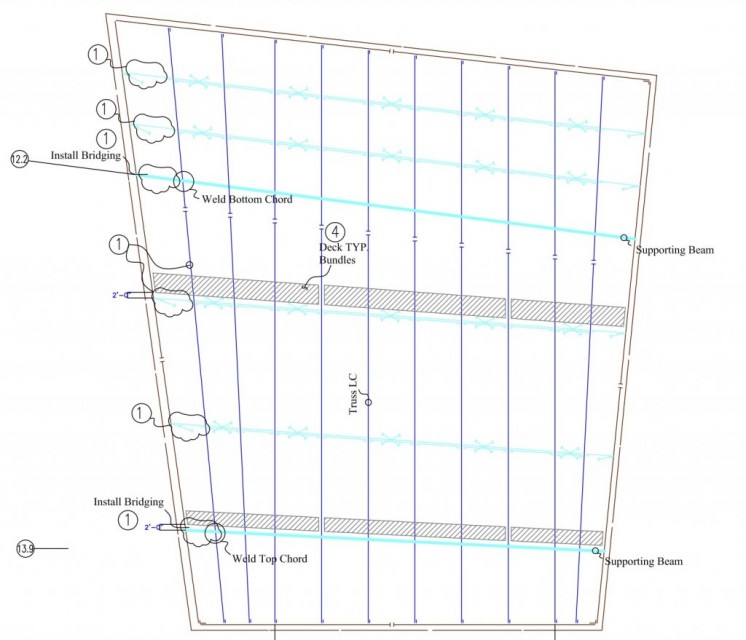 1
1
1
12.2
Install Bridging
Weld Bottom Chord
4
Deck TYP.
Bundles
Supporting Beam
1
2'-
Truss LC
1
Install Bridging
1
2'-
13.9
Weld Top Chord
Supporting Beam